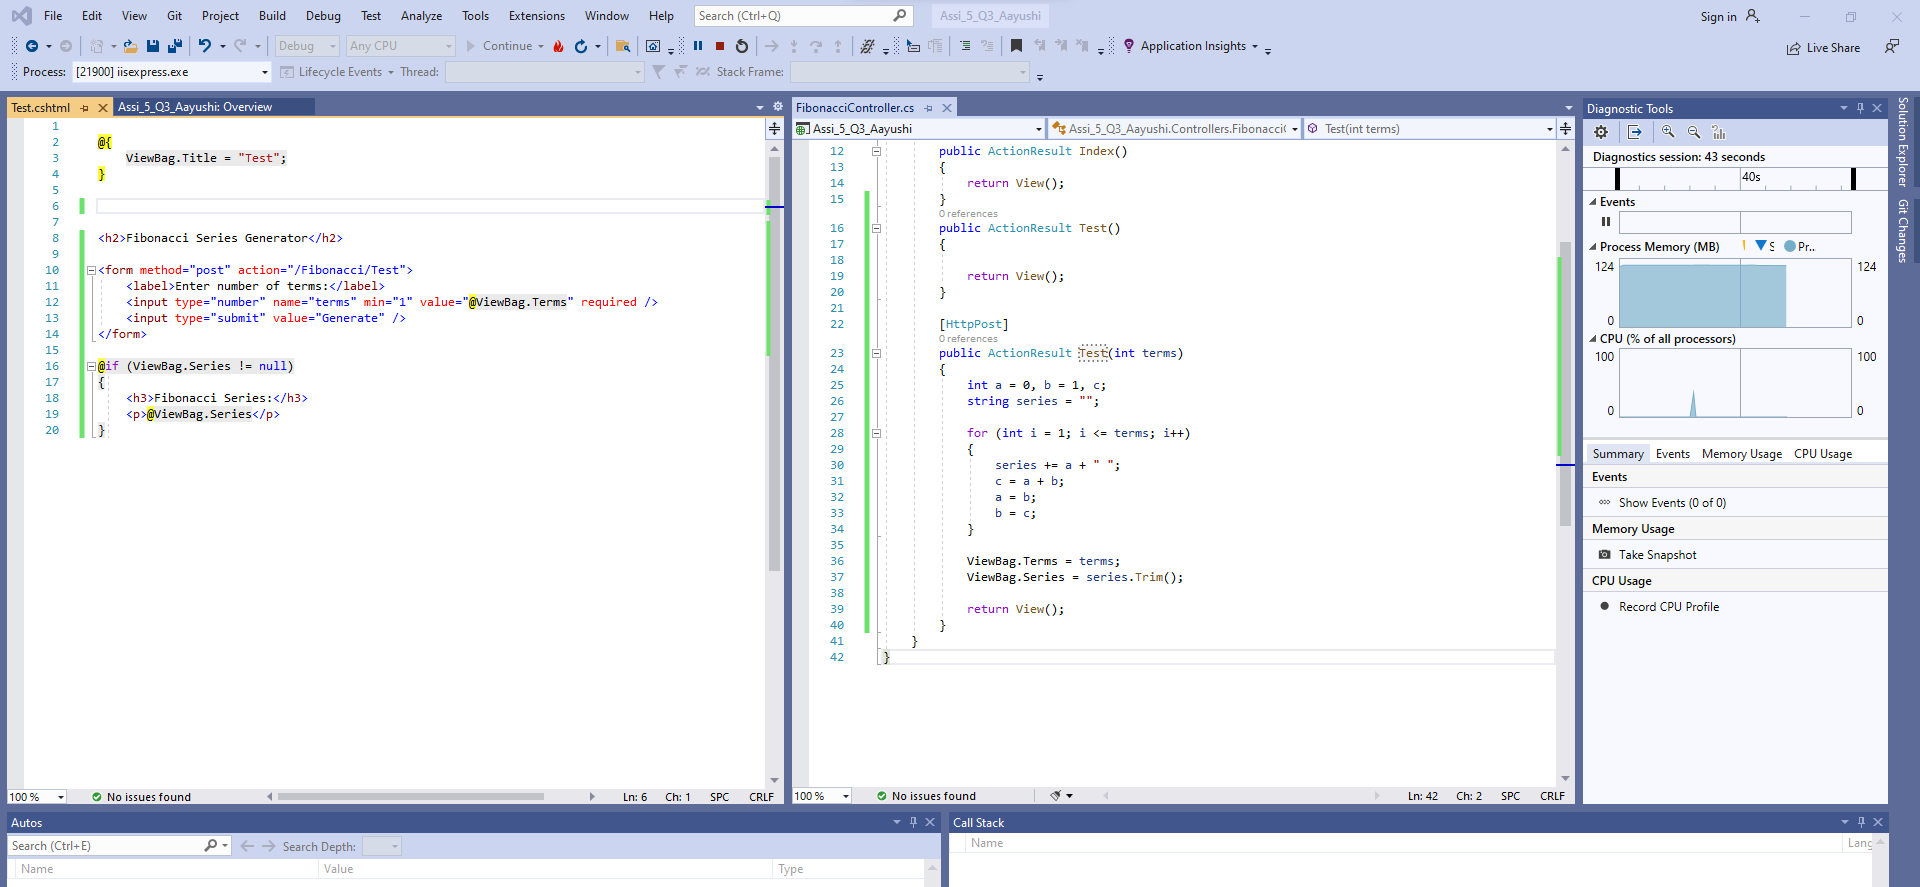 File Edit View Git Project Build Debug Test Analyze Tools Extensions Window Help Search (Ctrl+Q) Assi_5_Q3_Aayushi Sign in
Debug Any CPU Continue Application Insights Live Share
Process: [21900] iisexpress.exe Lifecycle Events Thread: Stack Frame:
Test.cshtml Assi_5_Q3_Aayushi: Overview
1
2 @{
3 ViewBag.Title = "Test";
4 }
5
6
7
8 <h2>Fibonacci Series Generator</h2>
9
10 <form method="post" action="/Fibonacci/Test">
11 <label>Enter number of terms:</label>
12 <input type="number" name="terms" min="1" value="@ViewBag.Terms" required />
13 <input type="submit" value="Generate" />
14 </form>
15
16 @if (ViewBag.Series != null)
17 {
18 <h3>Fibonacci Series:</h3>
19 <p>@ViewBag.Series</p>
20 }
100 % No issues found Ln: 6 Ch: 1 SPC CRLF
FibonacciController.cs
Assi_5_Q3_Aayushi Assi_5_Q3_Aayushi.Controllers.Fibonacci Test(int terms)
12 public ActionResult Index()
13 {
14 return View();
15 }
0 references
16 public ActionResult Test()
17 {
18
19 return View();
20 }
21
22 [HttpPost]
0 references
23 public ActionResult Test(int terms)
24 {
25 int a = 0, b = 1, c;
26 string series = "";
27
28 for (int i = 1; i <= terms; i++)
29 {
30 series += a + " ";
31 c = a + b;
32 a = b;
33 b = c;
34 }
35
36 ViewBag.Terms = terms;
37 ViewBag.Series = series.Trim();
38
39 return View();
40 }
41 }
42 }
100 % No issues found Ln: 42 Ch: 2 SPC CRLF
Diagnostic Tools
Diagnostics session: 43 seconds
40s
Events
Process Memory (MB) S Pr..
124 124
0 0
CPU (% of all processors)
100 100
0 0
Summary Events Memory Usage CPU Usage
Events
Show Events (0 of 0)
Memory Usage
Take Snapshot
CPU Usage
Record CPU Profile
Solution Explorer
Git Changes
Autos
Search (Ctrl+E) Search Depth:
Name Value Type
Call Stack
Name Lang